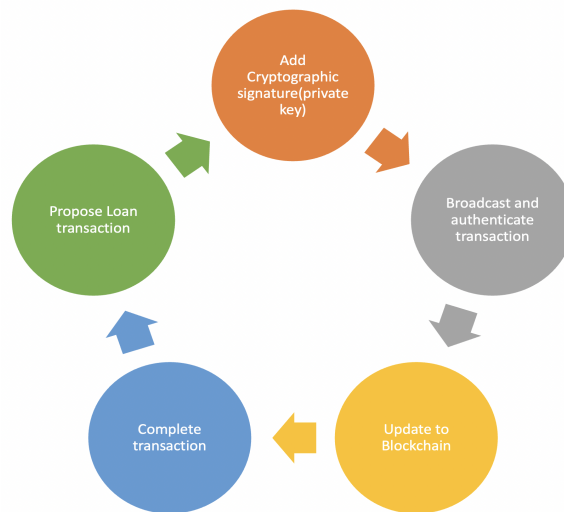 Add
Cryptographic
signature(private
key)
Broadcast and
authenticate
transaction
Update to
Blockchain
Complete
transaction
Propose Loan
transaction